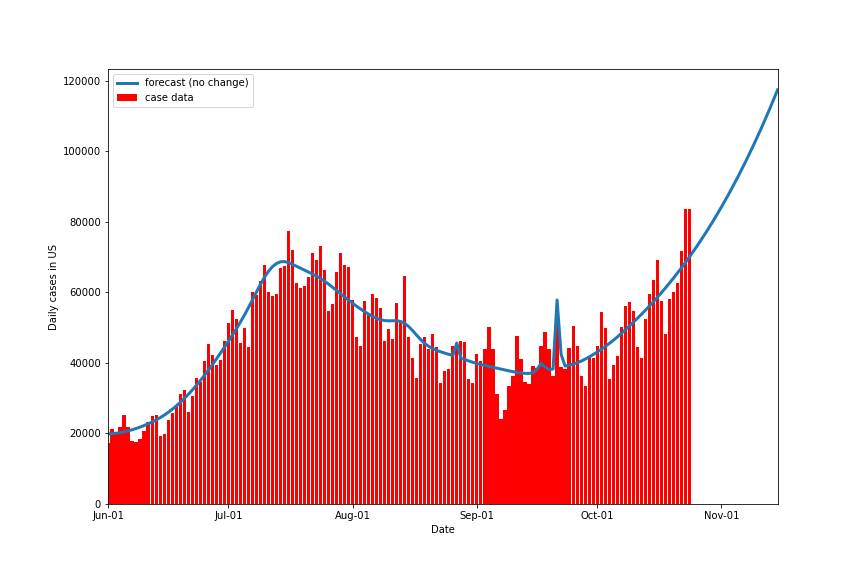 forecast (no change)
case data
120000
100000
80000
60000
40000
20000
0
Daily cases in US
Jun-01 Jul-01 Aug-01 Sep-01 Oct-01 Nov-01
Date